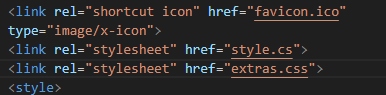 <link rel="shortcut icon" href="favicon.ico"
type="image/x-icon">
<link rel="stylesheet" href="style.cs">
<link rel="stylesheet" href="extras.css">
<style>